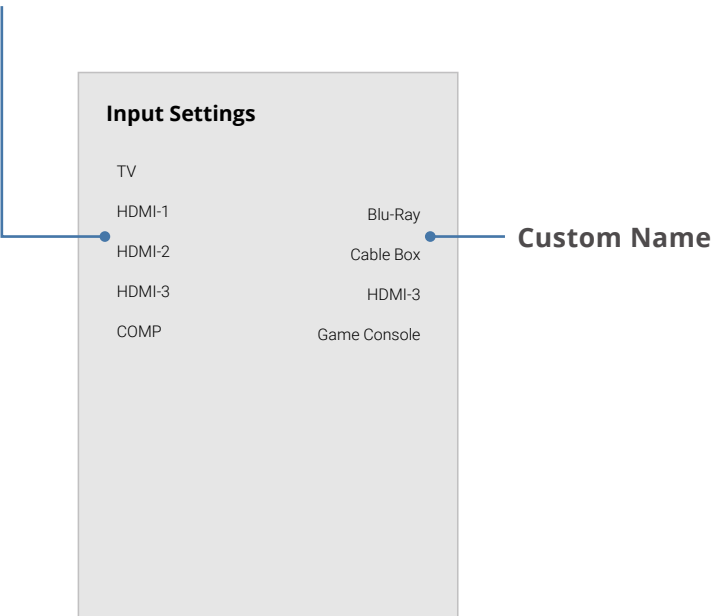 Input Settings
TV
HDMI-1 Blu-Ray
Custom Name
HDMI-2 Cable Box
HDMI-3 HDMI-3
COMP Game Console